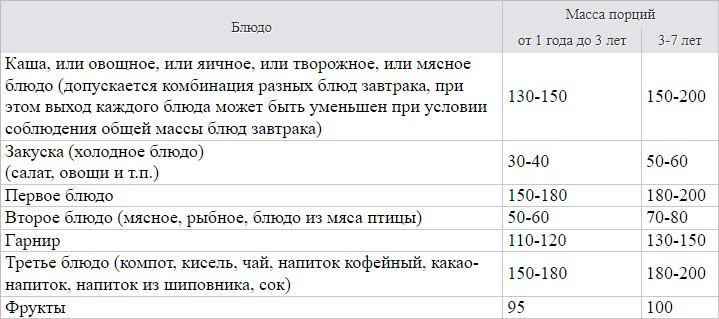 Блюдо
Масса порций
от 1 года до 3 лет
3-7 лет
Каша, или овощное, или яичное, или творожное, или мясное
блюдо (допускается комбинация разных блюд завтрака, при
этом выход каждого блюда может быть уменьшен при условии
соблюдения общей массы блюд завтрака)
130-150
150-200
Закуска (холодное блюдо)
(салат, овощи и т.п.)
30-40
50-60
Первое блюдо
150-180
180-200
Второе блюдо (мясное, рыбное, блюдо из мяса птицы)
50-60
70-80
Гарнир
110-120
130-150
Третье блюдо (компот, кисель, чай, напиток кофейный, какао-
напиток, напиток из шиповника, сок)
150-180
180-200
Фрукты
95
100